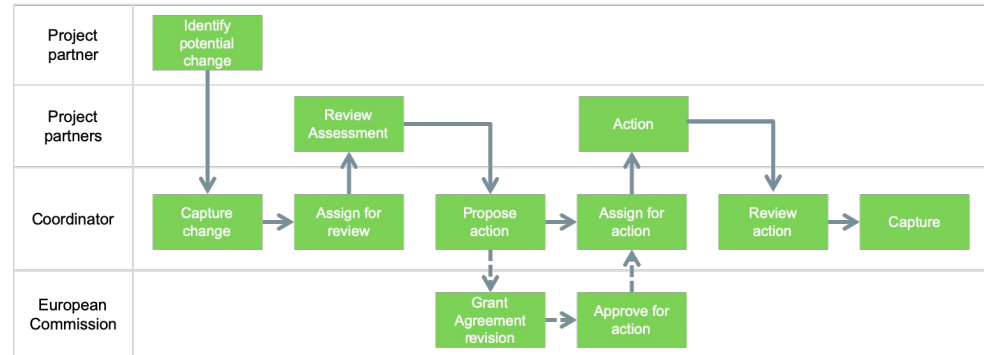 Project
partner
Identify
potential
change
Project
partners
Review
Assessment
Action
Coordinator
Capture
change
Assign for
review
Propose
action
Assign for
action
Review
action
Capture
European
Commission
Grant
Agreement
revision
Approve for
action